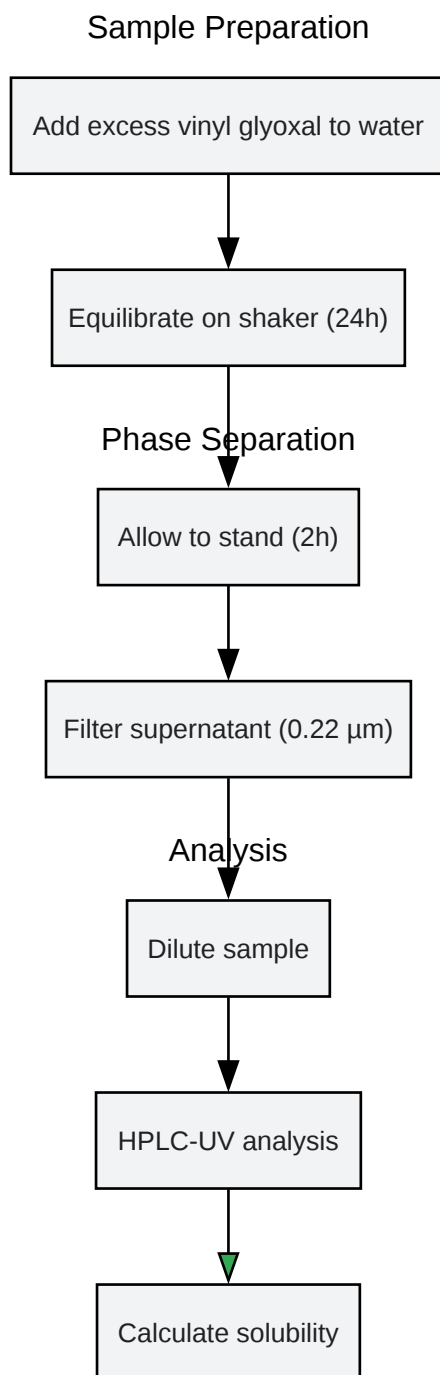 Sample Preparation
Add excess vinyl glyoxal to water
Equilibrate on shaker (24h)
Phase Separation
Allow to stand (2h)
Filter supernatant (0.22 µm)
Analysis
Dilute sample
HPLC-UV analysis
Calculate solubility